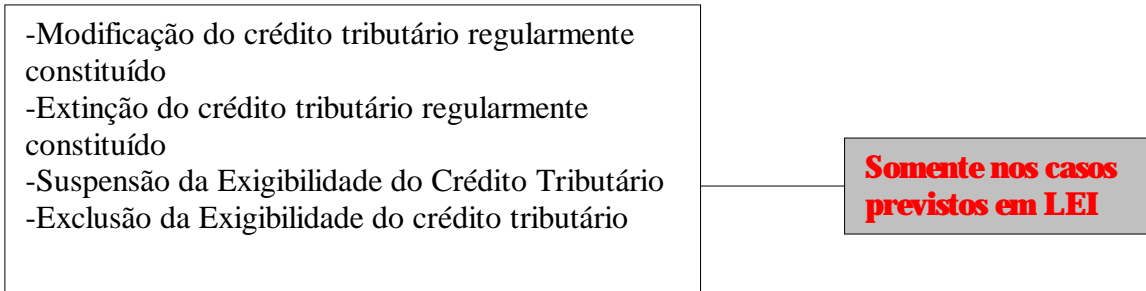 -Modificação do crédito tributário regularmente
constituído
-Extinção do crédito tributário regularmente
constituído
-Suspensão da Exigibilidade do Crédito Tributário
-Exclusão da Exigibilidade do crédito tributário
Somente nos casos
previstos em LEI